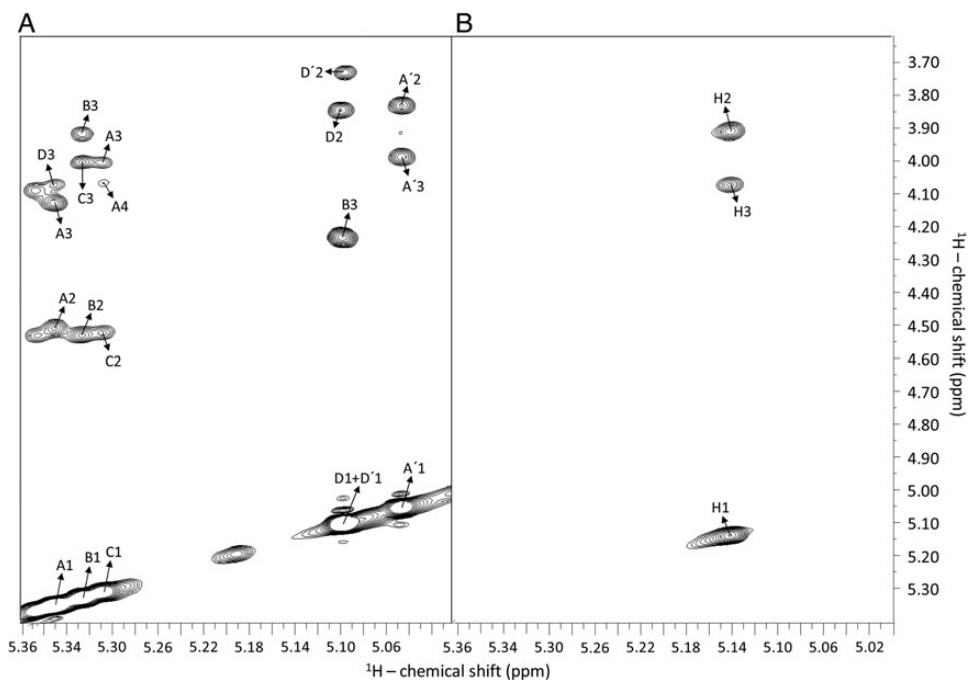 A
B
D´2
A´2
B3
A3
D2
D3
C3
A4
A´3
A3
B3
A2
B2
C2
D1+D´1
A´1
A1
B1
C1
H2
H3
H1
3.70
3.80
3.90
4.00
4.10
4.20
4.30
4.40
4.50
4.60
4.70
4.80
4.90
5.00
5.10
5.20
5.30
¹H – chemical shift (ppm)
5.36 5.34 5.30 5.26 5.22 5.18 5.14 5.10 5.06 5.36 5.34 5.30 5.26 5.22 5.18 5.14 5.10 5.06 5.02
¹H – chemical shift (ppm)